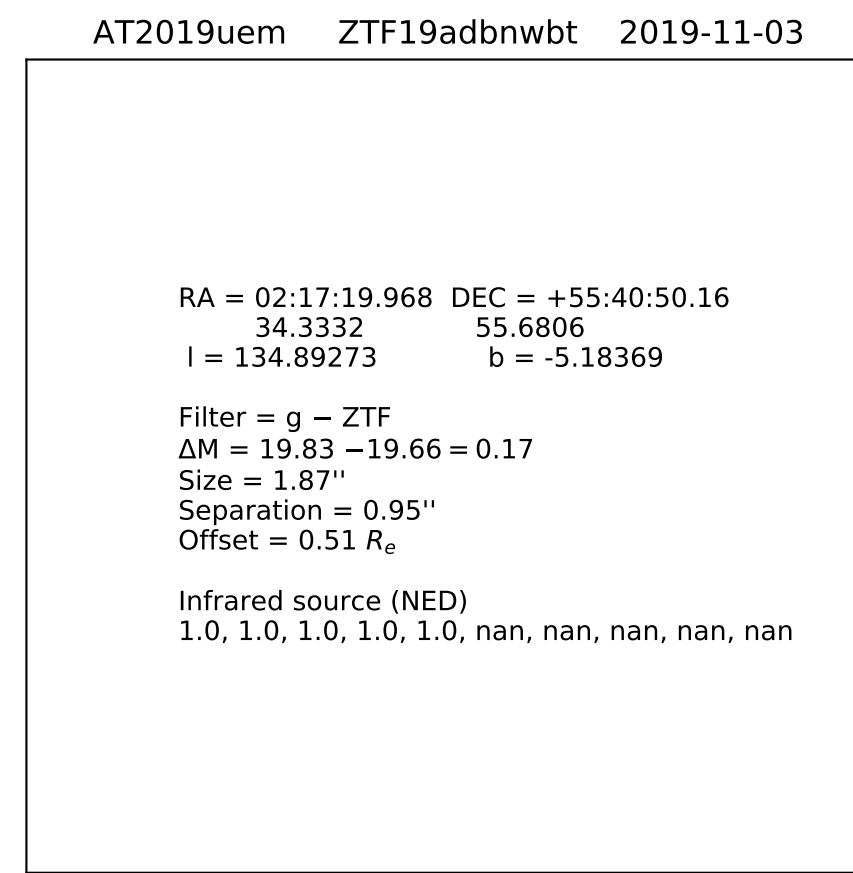 AT2019uem ZTF19adbnwbt 2019-11-03
RA = 02:17:19.968 DEC = +55:40:50.16
34.3332 55.6806
l = 134.89273 b = -5.18369
Filter = g − ZTF
ΔM = 19.83 −19.66 = 0.17
Size = 1.87''
Separation = 0.95''
Offset = 0.51 Rₑ
Infrared source (NED)
1.0, 1.0, 1.0, 1.0, 1.0, nan, nan, nan, nan, nan